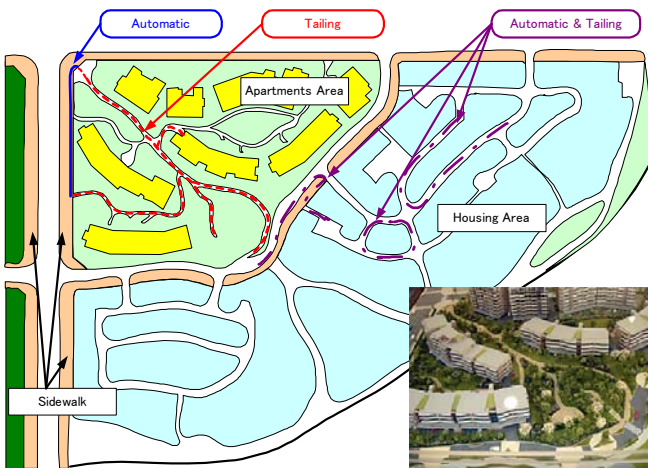 Automatic
Tailing
Automatic & Tailing
Apartments Area
Housing Area
Sidewalk